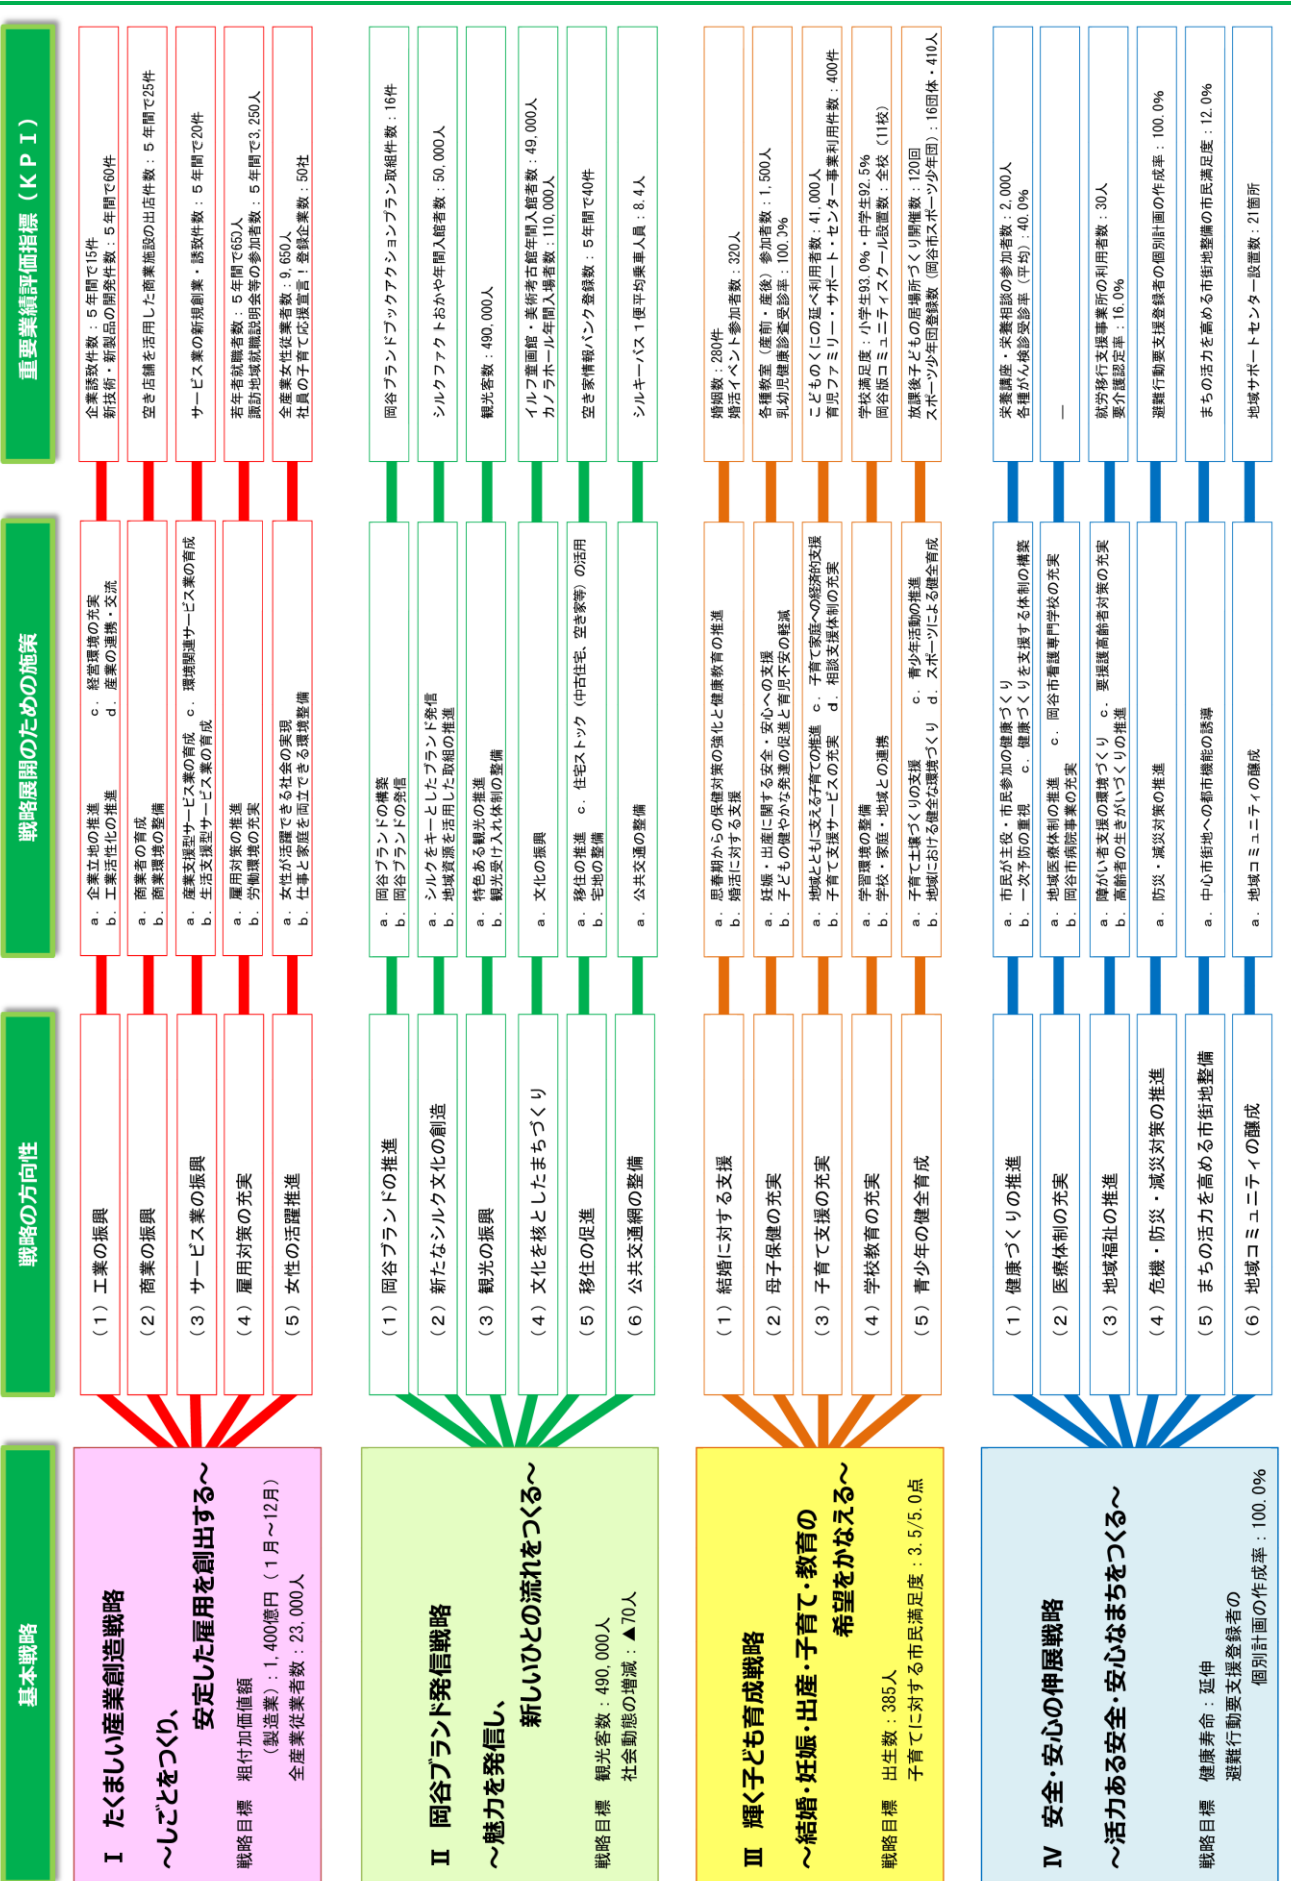 基本戦略
戦略の方向性
戦略展開のための施策
重要業績評価指標（ＫＰＩ）
Ⅰ　たくましい産業創造戦略
～しごとをつくり、
安定した雇用を創出する～
戦略目標　粗付加価値額
（製造業）：1,400億円（１月～12月）
全産業従業者数：23,000人
（１）工業の振興
a. 企業立地の推進　c. 経営環境の充実
b. 工業活性化の推進　d. 産業の連携・交流
企業誘致件数：５年間で15件
新技術・新製品の開発件数：５年間で60件
（２）商業の振興
a. 商業者の育成
b. 商業環境の整備
空き店舗を活用した商業施設の出店件数：５年間で25件
（３）サービス業の振興
a. 産業支援型サービス業の育成　c. 環境関連サービス業の育成
b. 生活支援型サービス業の育成
サービス業の新規創業・誘致件数：５年間で20件
（４）雇用対策の充実
a. 雇用対策の推進
b. 労働環境の充実
若年者就職者数：５年間で650人
諏訪地域就職説明会等の参加者数：５年間で3,250人
（５）女性の活躍推進
a. 女性が活躍できる社会の実現
b. 仕事と家庭を両立できる環境整備
全産業女性従業者数：9,650人
社員の子育て応援宣言！登録企業数：50社
Ⅱ　岡谷ブランド発信戦略
～魅力を発信し、
新しいひとの流れをつくる～
戦略目標　観光客数：490,000人
社会動態の増減：▲70人
（１）岡谷ブランドの推進
a. 岡谷ブランドの構築
b. 岡谷ブランドの発信
岡谷ブランドブックアクションプラン取組件数：16件
（２）新たなシルク文化の創造
a. シルクをキーとしたブランド発信
b. 地域資源を活用した取組の推進
シルクファクトおかや年間入館者数：50,000人
（３）観光の振興
a. 特色ある観光の推進
b. 観光受け入れ体制の整備
観光客数：490,000人
（４）文化を核としたまちづくり
a. 文化の振興
イルフ童画館・美術考古館年間入館者数：49,000人
カノラホール年間入場者数：110,000人
（５）移住の促進
a. 移住の推進　c. 住宅ストック（中古住宅、空き家等）の活用
b. 宅地の整備
空き家情報バンク登録数：５年間で40件
（６）公共交通網の整備
a. 公共交通の整備
シルキーバス１便平均乗車人員：8.4人
Ⅲ　輝く子ども育成戦略
～結婚・妊娠・出産・子育て・教育の
希望をかなえる～
戦略目標　出生数：385人
子育てに対する市民満足度：3.5/5.0点
（１）結婚に対する支援
a. 思春期からの保健対策の強化と健康教育の推進
b. 婚活に対する支援
婚姻数：280件
婚活イベント参加者数：320人
（２）母子保健の充実
a. 妊娠・出産に関する安全・安心への支援
b. 子どもの健やかな発達の促進と育児不安の軽減
各種教室（産前・産後）参加者数：1,500人
乳幼児健康診査受診率：100.0%
（３）子育て支援の充実
a. 地域とともに支える子育ての推進　c. 子育て家庭への経済的支援
b. 子育て支援サービスの充実　d. 相談支援体制の充実
こどものくにの延べ利用者数：41,000人
育児ファミリー・サポート・センター事業利用件数：400件
（４）学校教育の充実
a. 学習環境の整備
b. 学校・家庭・地域との連携
学校満足度：小学生93.0%・中学生92.5%
岡谷版コミュニティスクール設置数：全校（11校）
（５）青少年の健全育成
a. 子育て土壌づくりの支援　c. 青少年活動の推進
b. 地域における健全な環境づくり　d. スポーツによる健全育成
放課後子どもの居場所づくり開催数：120回
スポーツ少年団登録数（岡谷市スポーツ少年団）：16団体・410人
Ⅳ　安全・安心の伸展戦略
～活力ある安全・安心なまちをつくる～
戦略目標　健康寿命：延伸
避難行動要支援登録者の
個別計画の作成率：100.0%
（１）健康づくりの推進
a. 市民が主役・市民参加の健康づくり
b. 一次予防の重視　c. 健康づくりを支援する体制の構築
栄養講座・栄養相談の参加者数：2,000人
各種がん検診受診率（平均）：40.0%
（２）医療体制の充実
a. 地域医療体制の推進　c. 岡谷市看護専門学校の充実
b. 岡谷市病院事業の充実
―
（３）地域福祉の推進
a. 障がい者支援の環境づくり　c. 要援護高齢者対策の充実
b. 高齢者の生きがいづくりの推進
就労移行支援事業所の利用者数：30人
要介護認定率：16.0%
（４）危機・防災・減災対策の推進
a. 防災・減災対策の推進
避難行動要支援登録者の個別計画の作成率：100.0%
（５）まちの活力を高める市街地整備
a. 中心市街地への都市機能の誘導
まちの活力を高める市街地整備の市民満足度：12.0%
（６）地域コミュニティの醸成
a. 地域コミュニティの醸成
地域サポートセンター設置数：21箇所